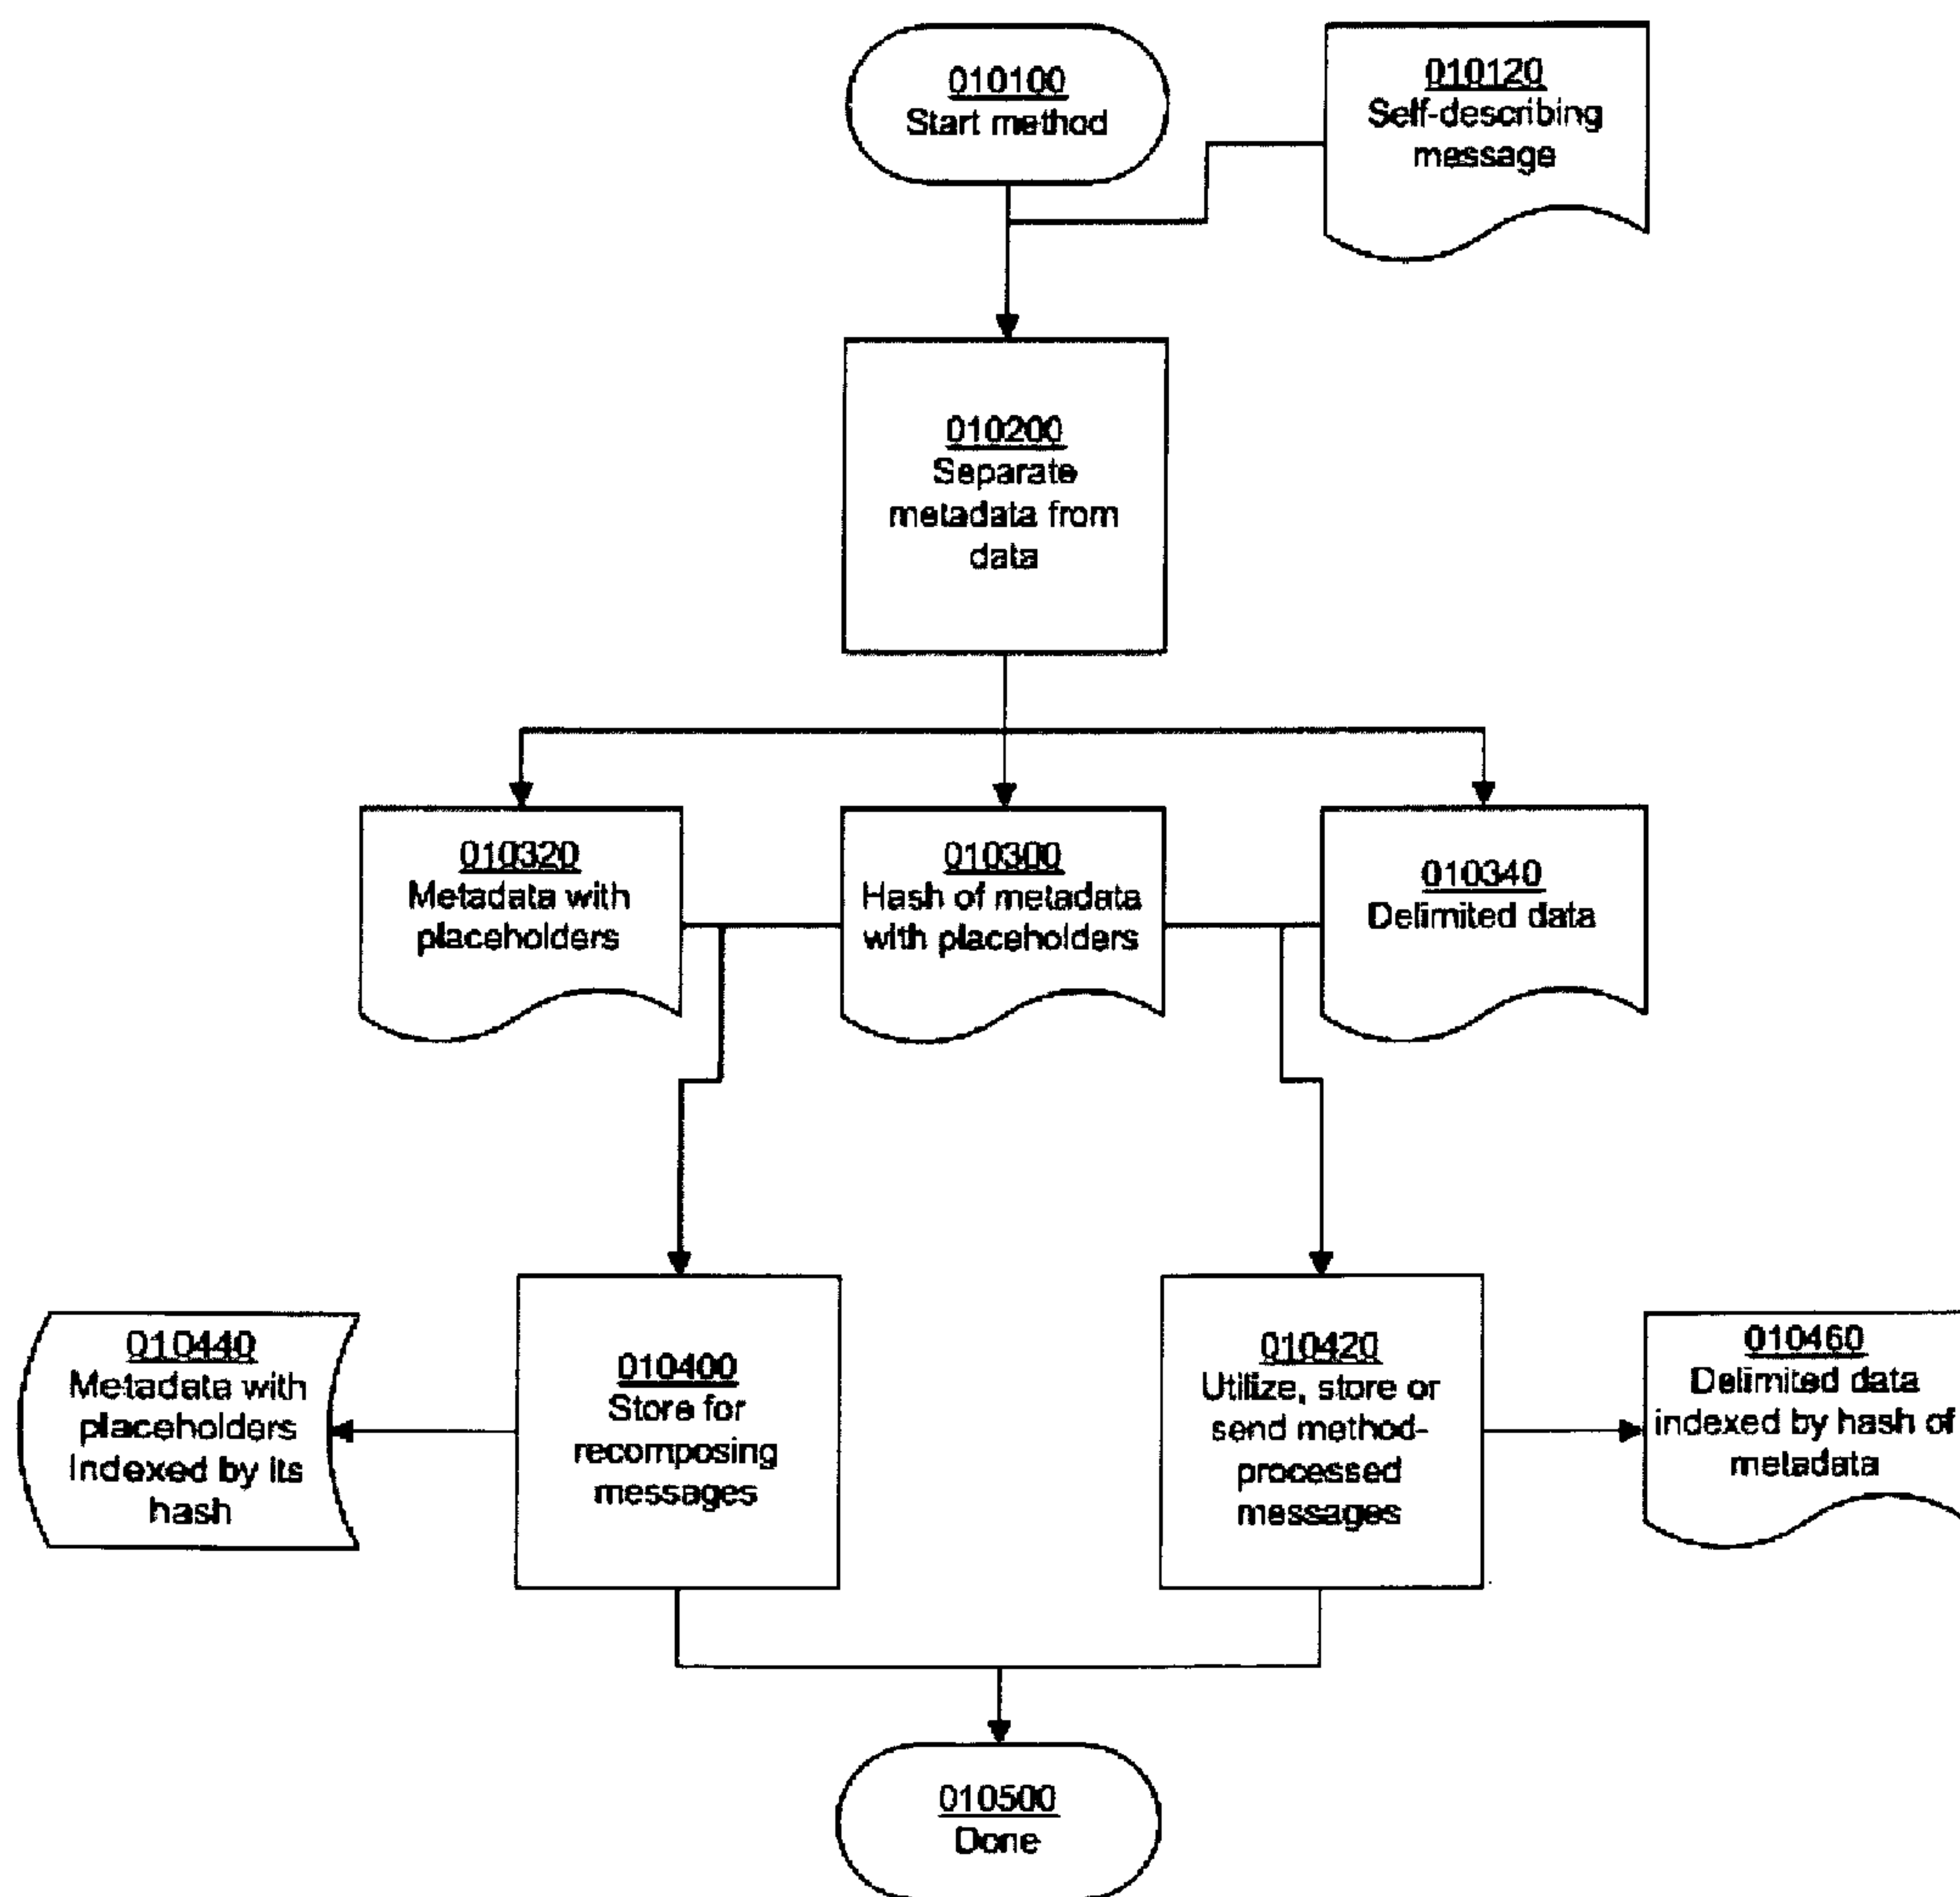 010100
Start method
010120
Self-describing
message
010200
Separate
metadata from
data
010320
Metadata with
placeholders
010300
Hash of metadata
with placeholders
010340
Delimited data
010440
Metadata with
placeholders
indexed by its
hash
010400
Store for
recomposing
messages
010420
Utilize, store or
send method-
processed
messages
010460
Delimited data
indexed by hash of
metadata
010500
Done